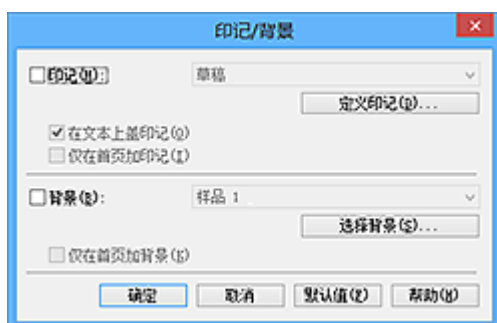 印记/背景
印记(W):
草稿
定义印记(D)...
在文本上盖印记(O)
仅在首页加印记(I)
背景(B):
样品 1
选择背景(S)...
仅在首页加背景(K)
确定 取消 默认值(F) 帮助(H)